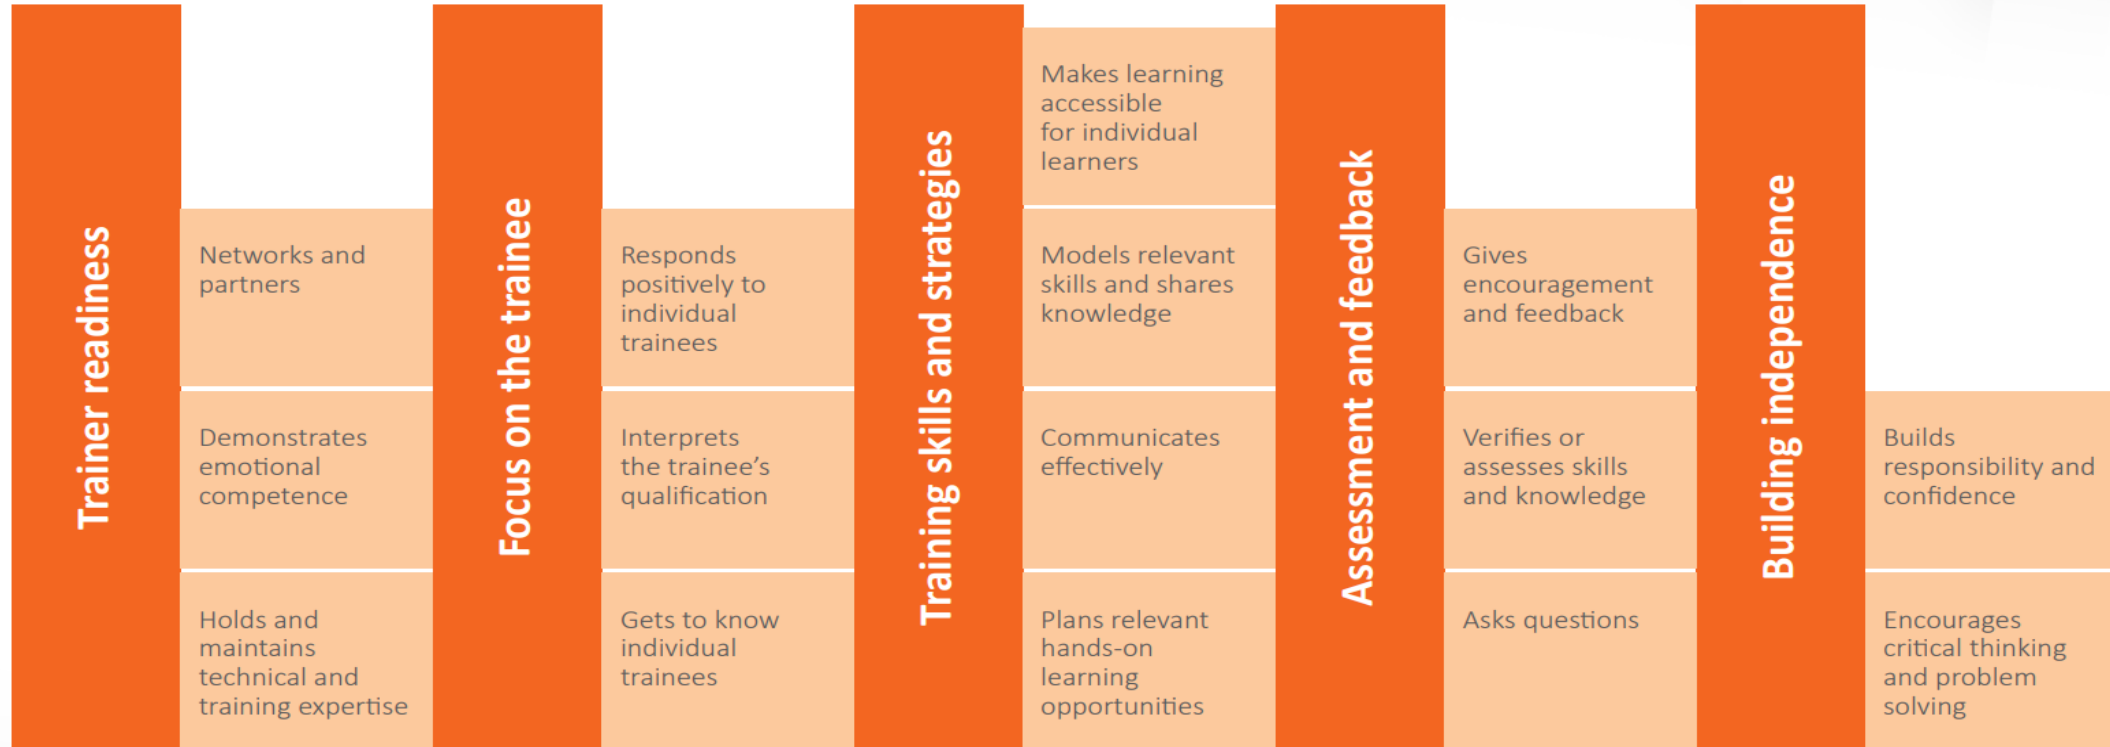 Trainer readiness
Networks and
partners
Demonstrates
emotional
competence
Holds and
maintains
technical and
training expertise
Focus on the trainee
Responds
positively to
individual
trainees
Interprets
the trainee’s
qualification
Gets to know
individual
trainees
Training skills and strategies
Makes learning
accessible
for individual
learners
Models relevant
skills and shares
knowledge
Communicates
effectively
Plans relevant
hands-on
learning
opportunities
Assessment and feedback
Gives
encouragement
and feedback
Verifies or
assesses skills
and knowledge
Asks questions
Building independence
Builds
responsibility and
confidence
Encourages
critical thinking
and problem
solving